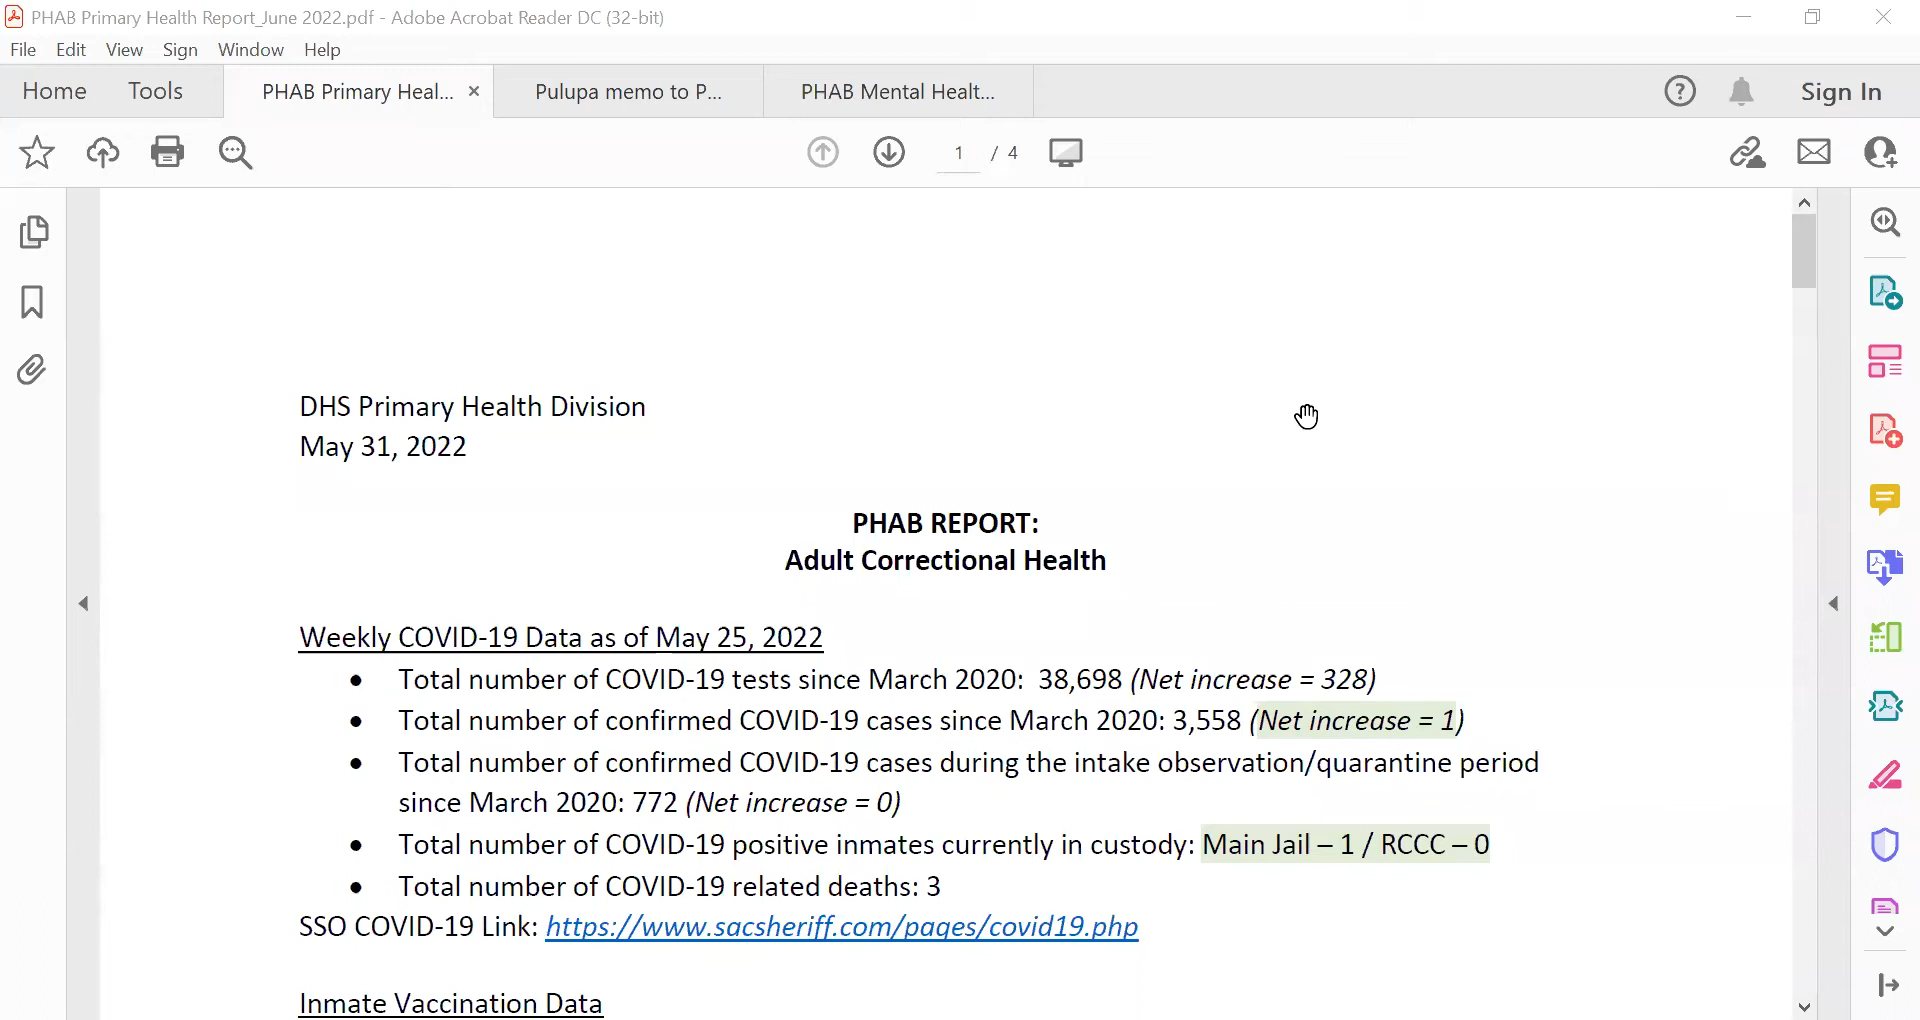 PHAB Primary Health Report_June 2022.pdf - Adobe Acrobat Reader DC (32-bit)
File Edit View Sign Window Help
Home Tools PHAB Primary Heal... × Pulupa memo to P... PHAB Mental Healt... Sign In
1 / 4
DHS Primary Health Division
May 31, 2022
PHAB REPORT:
Adult Correctional Health
Weekly COVID-19 Data as of May 25, 2022
• Total number of COVID-19 tests since March 2020: 38,698 (Net increase = 328)
• Total number of confirmed COVID-19 cases since March 2020: 3,558 (Net increase = 1)
• Total number of confirmed COVID-19 cases during the intake observation/quarantine period
since March 2020: 772 (Net increase = 0)
• Total number of COVID-19 positive inmates currently in custody: Main Jail – 1 / RCCC – 0
• Total number of COVID-19 related deaths: 3
SSO COVID-19 Link: https://www.sacsheriff.com/pages/covid19.php
Inmate Vaccination Data